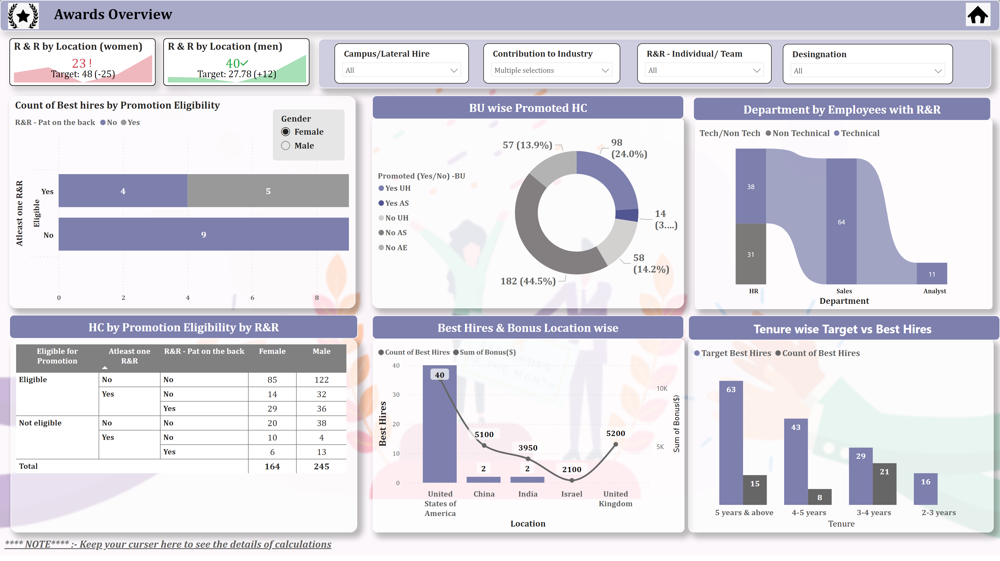 Awards Overview
R & R by Location (women)
23 !
Target: 48 (-25)
R & R by Location (men)
40
Target: 27.78 (+12)
Campus/Lateral Hire
All
Contribution to Industry
Multiple selections
R&R - Individual/ Team
All
Desingnation
All
Count of Best hires by Promotion Eligibility
R&R - Pat on the back No Yes
Gender
Female
Male
Atleast one R&R
Eligible
Yes
4 5
No
9
0 2 4 6 8
BU wise Promoted HC
Promoted (Yes/No) -BU
Yes UH
Yes AS
No UH
No AS
No AE
57 (13.9%)
98
(24.0%)
14
(3....)
58
(14.2%)
182 (44.5%)
Department by Employees with R&R
Tech/Non Tech Non Technical Technical
38
31
64
11
HR Sales Analyst
Department
HC by Promotion Eligibility by R&R
Eligible for Promotion Atleast one R&R R&R - Pat on the back Female Male
Eligible No No 85 122
Yes No 14 32
Yes 29 36
Not eligible No No 20 38
Yes No 10 4
Yes 6 13
Total 164 245
Best Hires & Bonus Location wise
Count of Best Hires Sum of Bonus($)
Best Hires
40
30
20
10
0
40
5100
3950
2100
5200
2
2
10K
5K
Sum of Bonus($)
PERFORMER
OF THE MONTH
United States of America China India Israel United Kingdom
Location
Tenure wise Target vs Best Hires
Target Best Hires Count of Best Hires
63
15
43
8
29
21
16
5 years & above 4-5 years 3-4 years 2-3 years
Tenure
**** NOTE**** :- Keep your curser here to see the details of calculations